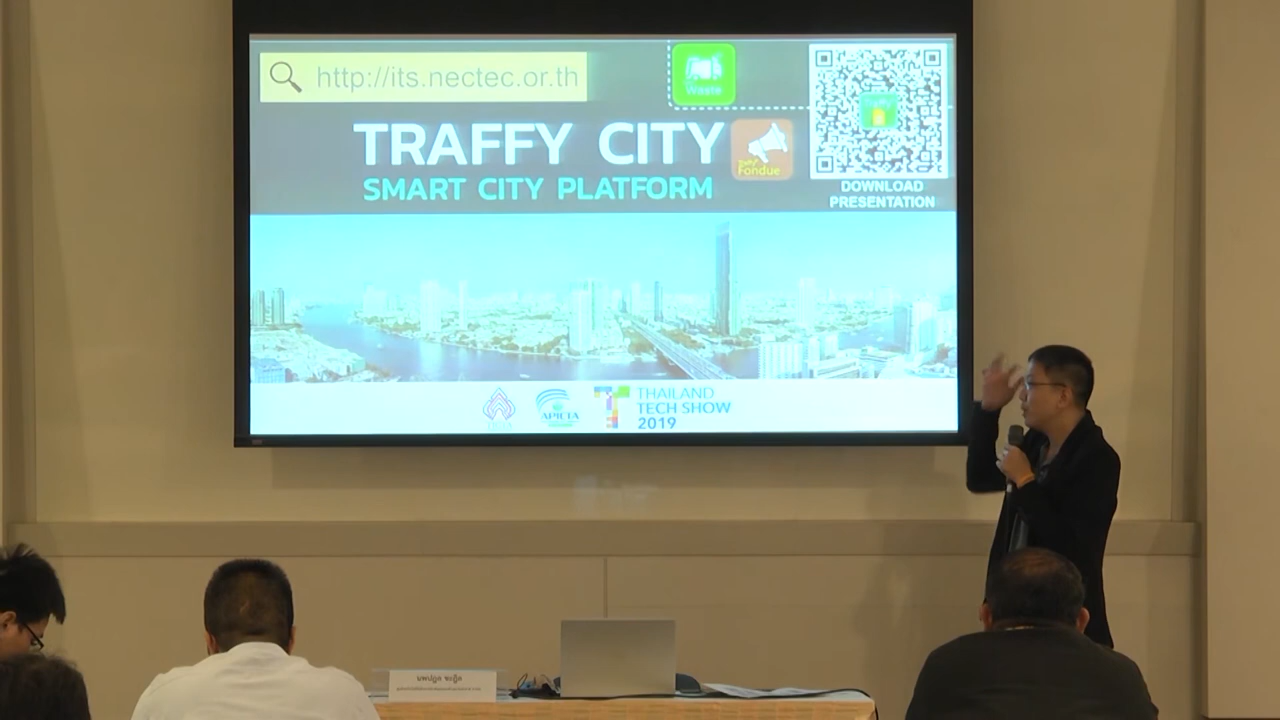 http://its.nectec.or.th
Waste
TRAFFY CITY
Traffy
Fondue
SMART CITY PLATFORM
DOWNLOAD
PRESENTATION
APICTA
THAILAND
TECH SHOW
2019